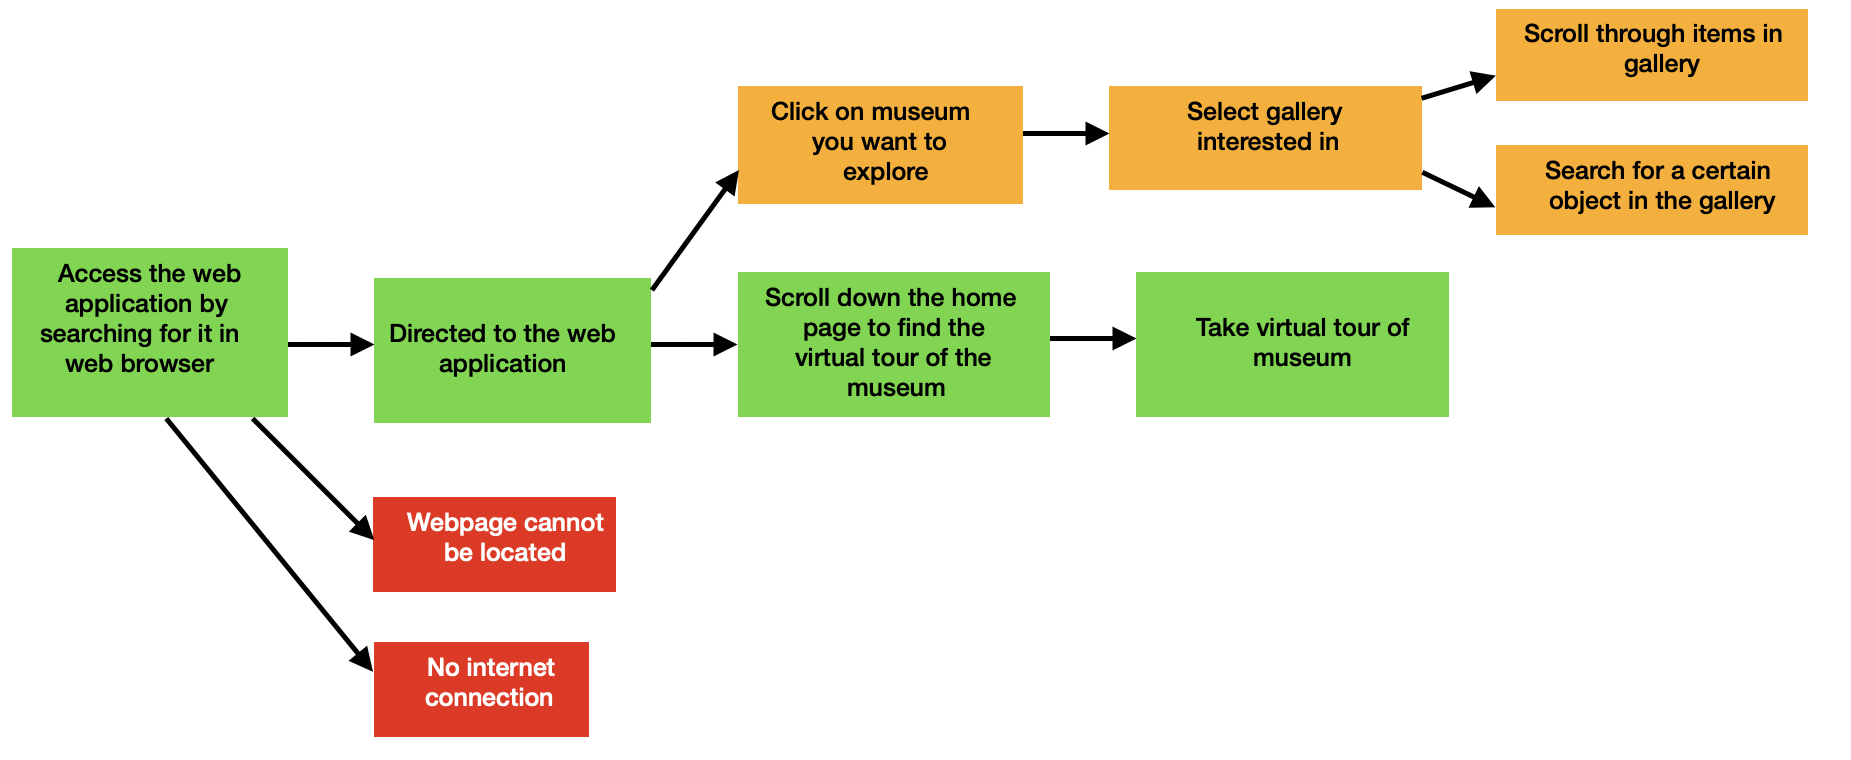 Scroll through items in
gallery
Click on museum
you want to
explore
Select gallery
interested in
Search for a certain
object in the gallery
Access the web
application by
searching for it in
web browser
Directed to the web
application
Scroll down the home
page to find the
virtual tour of the
museum
Take virtual tour of
museum
Webpage cannot
be located
No internet
connection